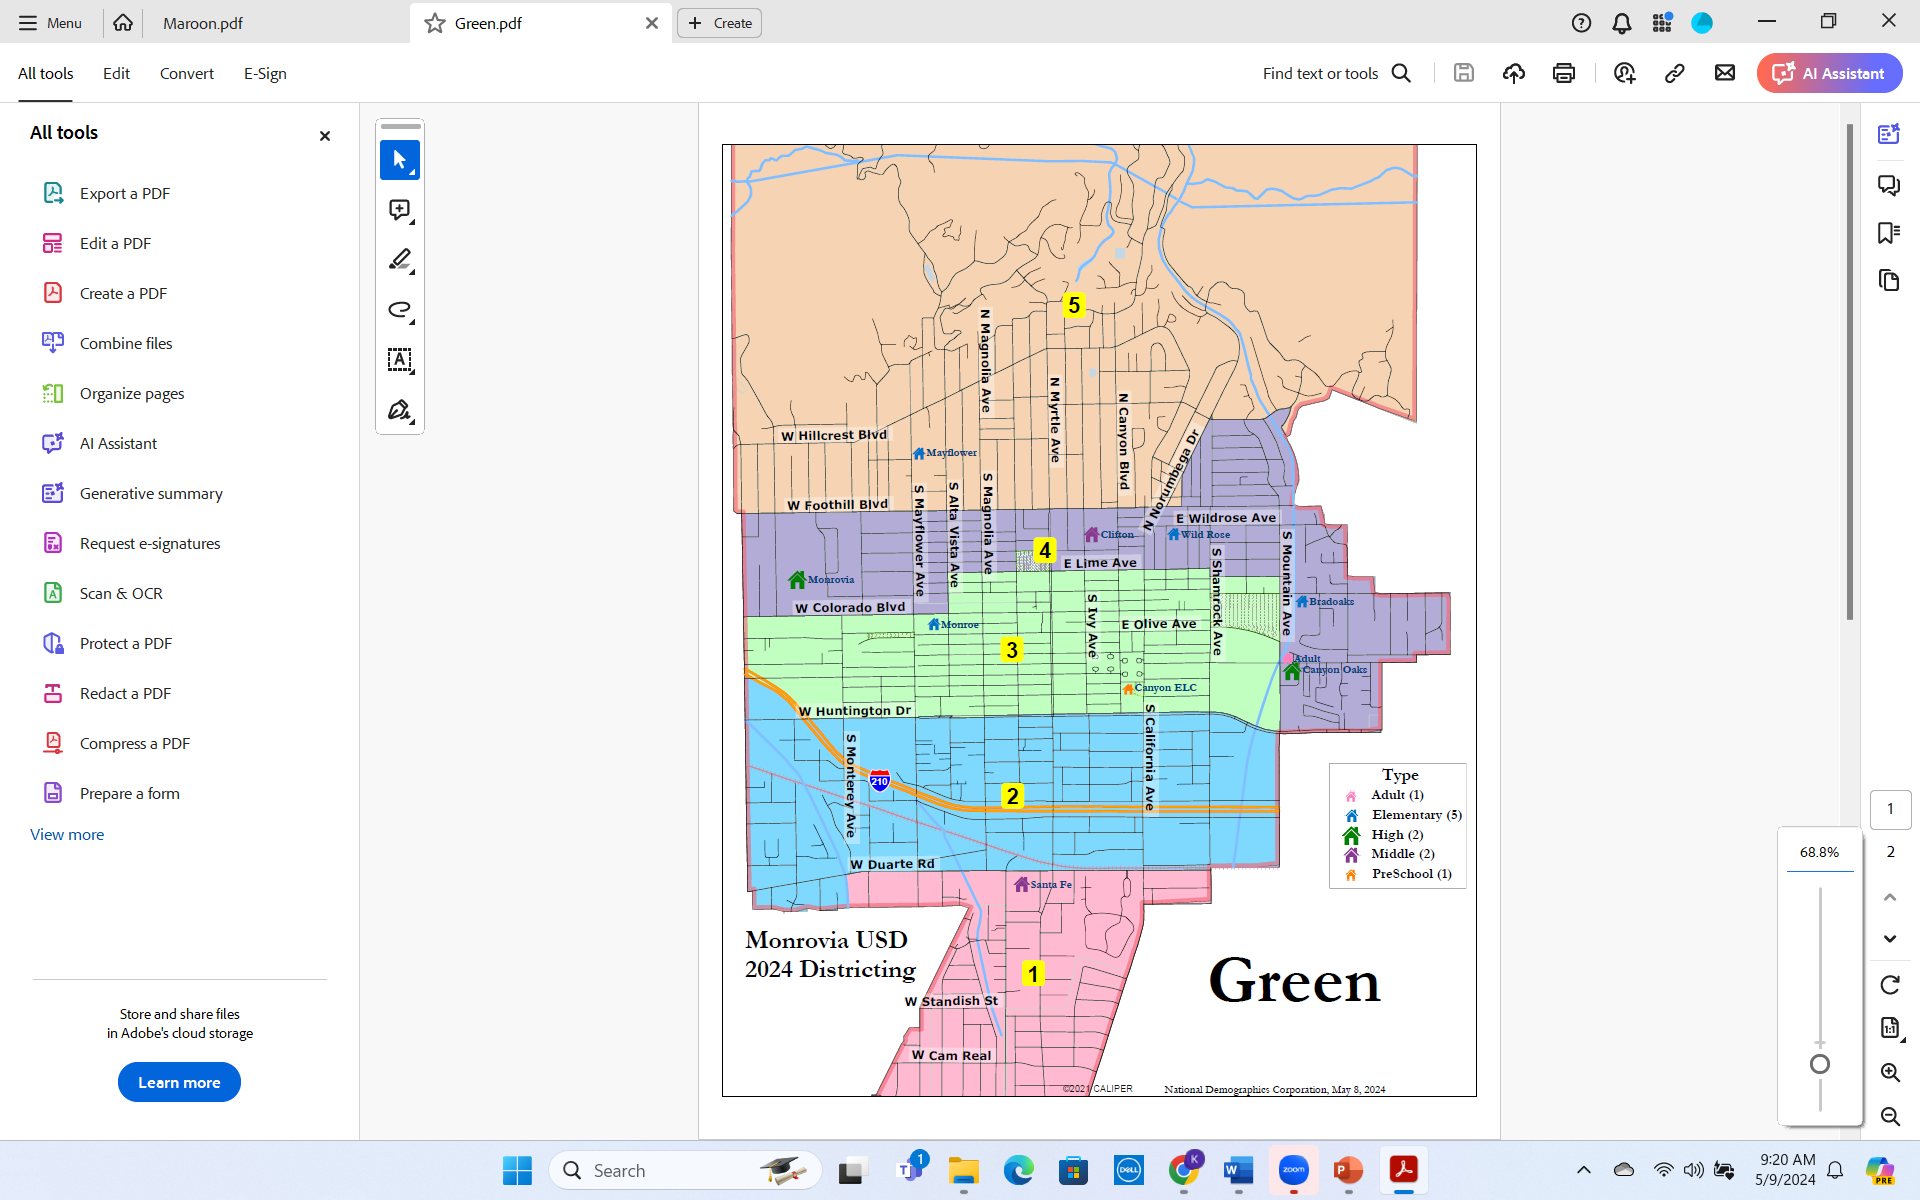 Menu
Maroon.pdf
Green.pdf
Create
All tools
Edit
Convert
E-Sign
Find text or tools
AI Assistant
All tools
Export a PDF
Edit a PDF
Create a PDF
Combine files
Organize pages
AI Assistant
Generative summary
Request e-signatures
Scan & OCR
Protect a PDF
Redact a PDF
Compress a PDF
Prepare a form
View more
Store and share files
in Adobe's cloud storage
Learn more
5
N Magnolia Ave
N Myrtle Ave
N Canyon Blvd
W Hillcrest Blvd
N Norumbega Dr
Mayflower
W Foothill Blvd
S Mayflower Ave
S Alta Vista Ave
S Magnolia Ave
E Wildrose Ave
Clifton
Wild Rose
4
E Lime Ave
S Shamrock Ave
S Mountain Ave
Monrovia
W Colorado Blvd
Bradoaks
Monroe
S Ivy Ave
E Olive Ave
3
Adult
Canyon Oaks
Canyon ELC
W Huntington Dr
S California Ave
S Monterey Ave
210
2
W Duarte Rd
Santa Fe
Type
Adult (1)
Elementary (5)
High (2)
Middle (2)
PreSchool (1)
Monrovia USD
2024 Districting
1
Green
W Standish St
W Cam Real
©2021 CALIPER
National Demographics Corporation, May 8, 2024
1
2
68.8%
1:1
Search
T
1
DELL
K
W
zoom
P
9:20 AM
5/9/2024
PRE